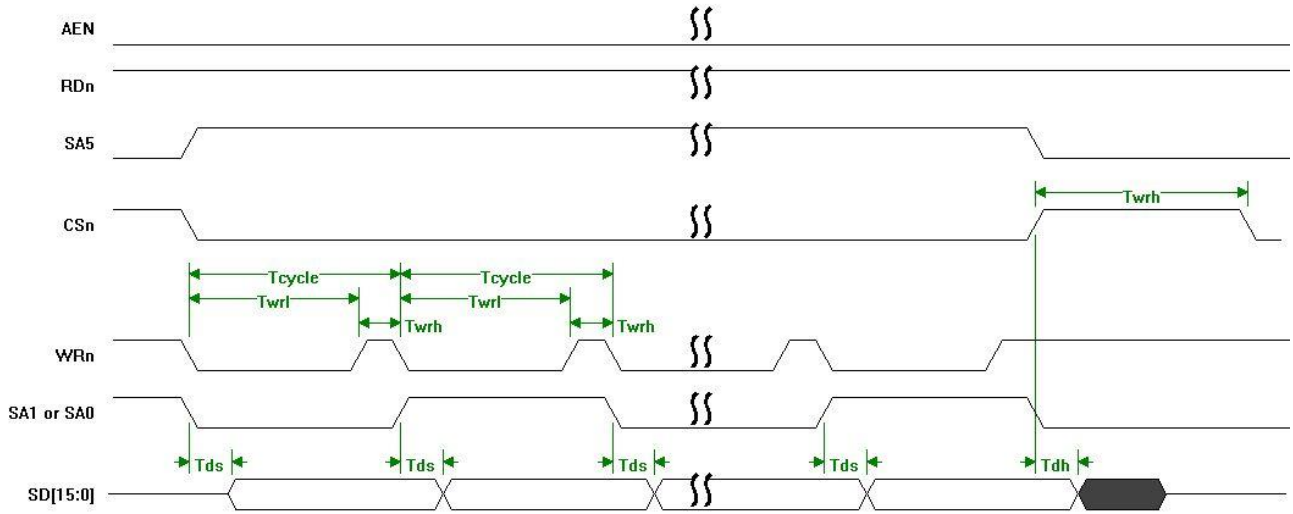 AEN
RDn
SA5
CSn
Twrh
Tcycle Tcycle
Twrl Twrl
Twrh Twrh
WRn
SA1 or SA0
Tds Tds Tds Tds Tdh
SD[15:0]